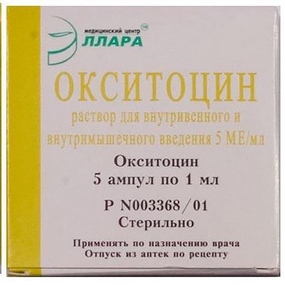 медицинский центр ™
ЭЛЛАРА
ОКСИТОЦИН
раствор для внутривенного и
внутримышечного введения 5 МЕ/мл
Окситоцин
5 ампул по 1 мл
Р N003368/01
Стерильно
Применять по назначению врача
Отпуск из аптек по рецепту